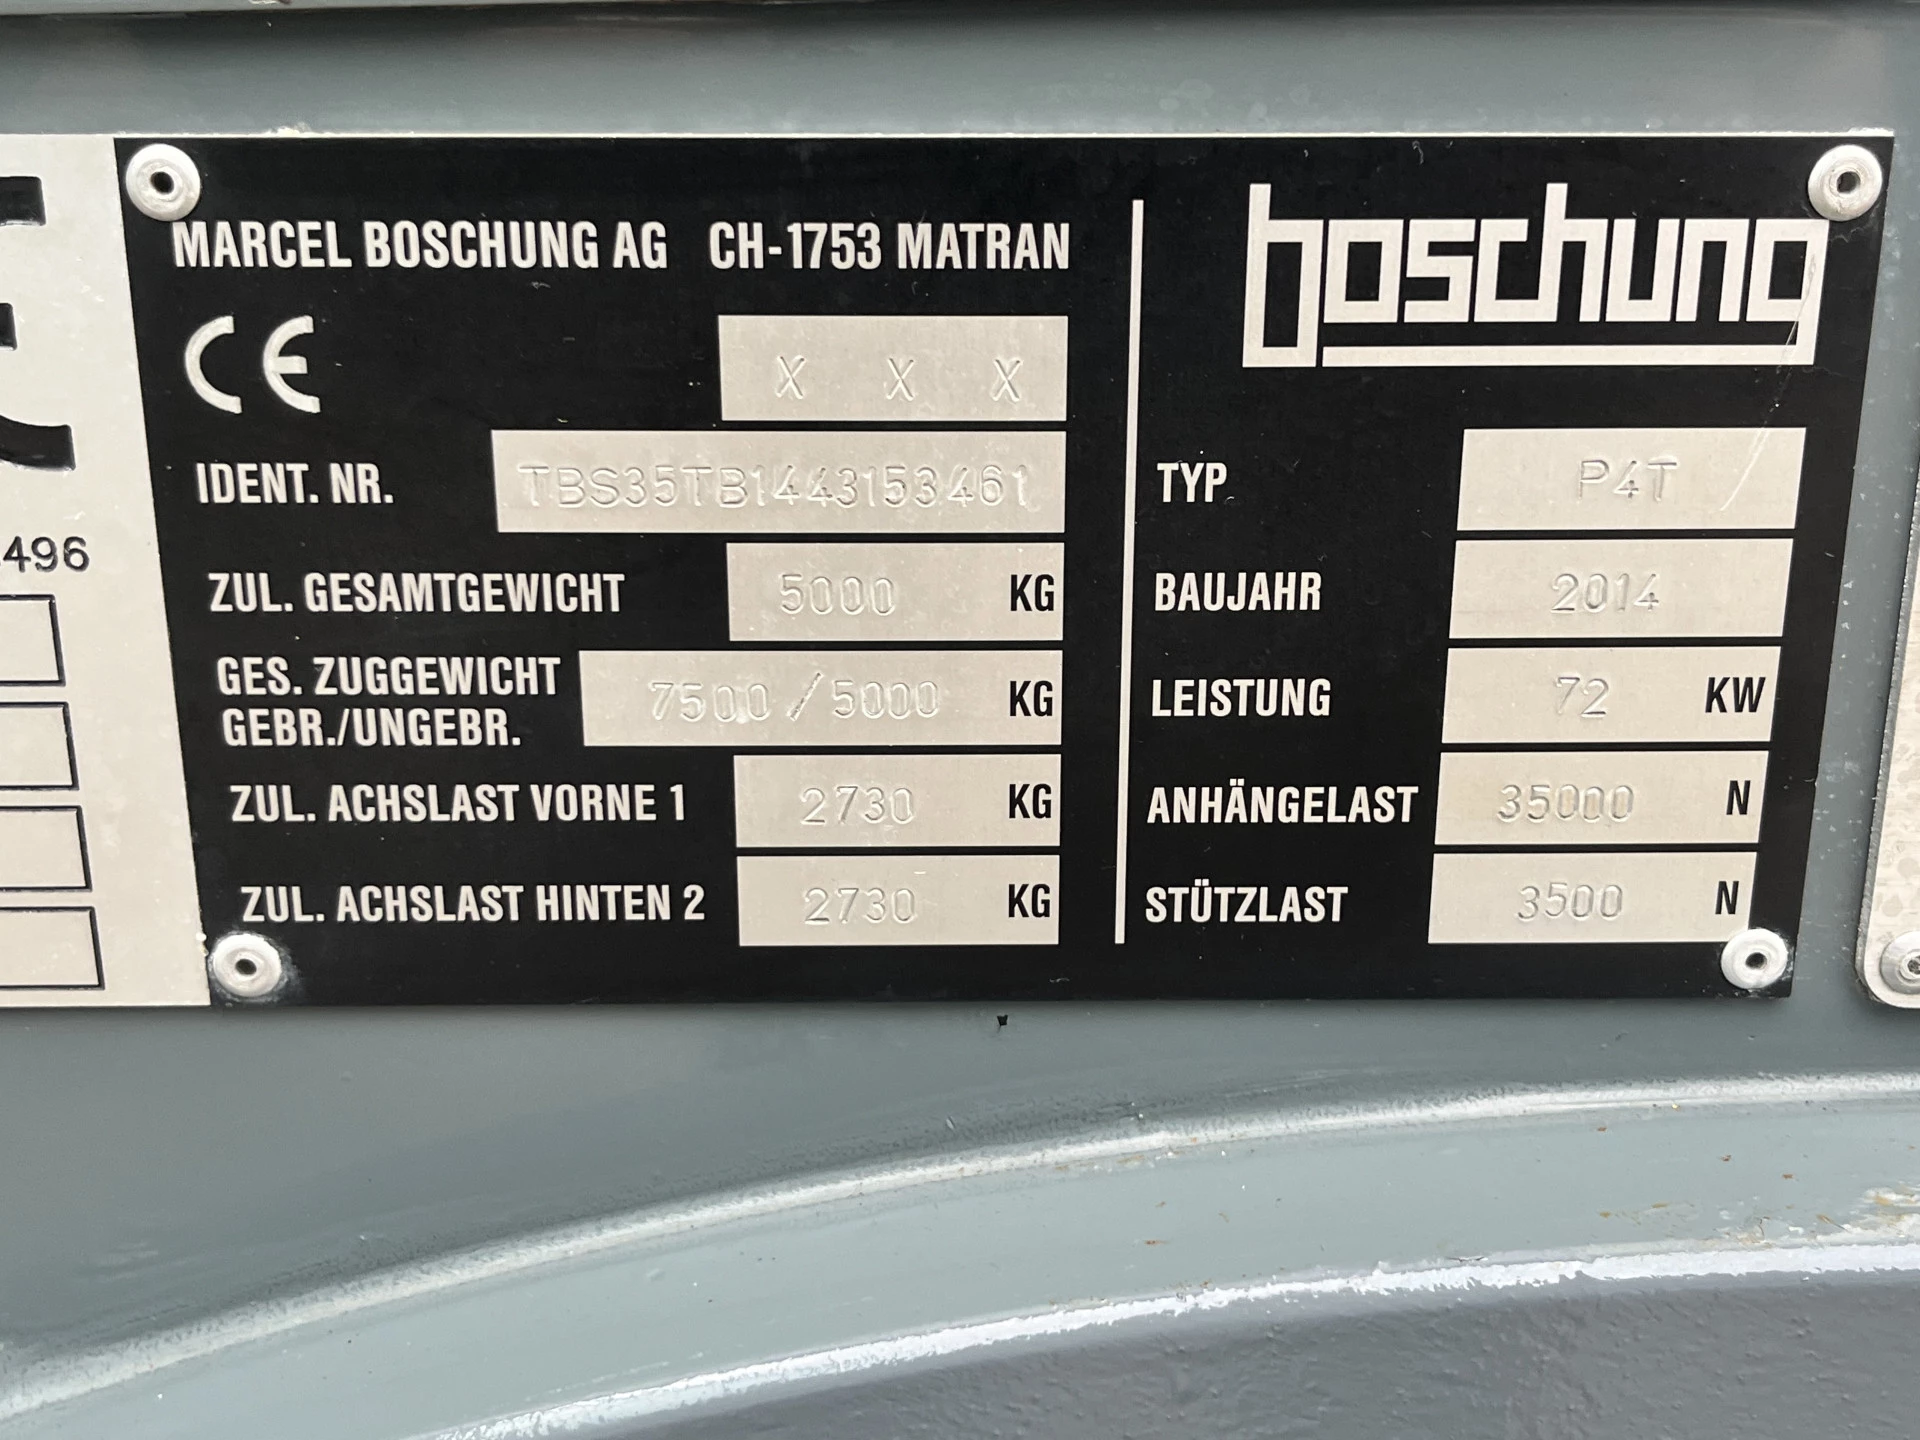 MARCEL BOSCHUNG AG CH-1753 MATRAN
boschung
CE
X X X
IDENT. NR. TBS35TB1443153461
ZUL. GESAMTGEWICHT 5000 KG
GES. ZUGGEWICHT
GEBR./UNGEBR. 7500/5000 KG
ZUL. ACHSLAST VORNE 1 2730 KG
ZUL. ACHSLAST HINTEN 2 2730 KG
TYP P4T
BAUJAHR 2014
LEISTUNG 72 KW
ANHÄNGELAST 35000 N
STÜTZLAST 3500 N
496